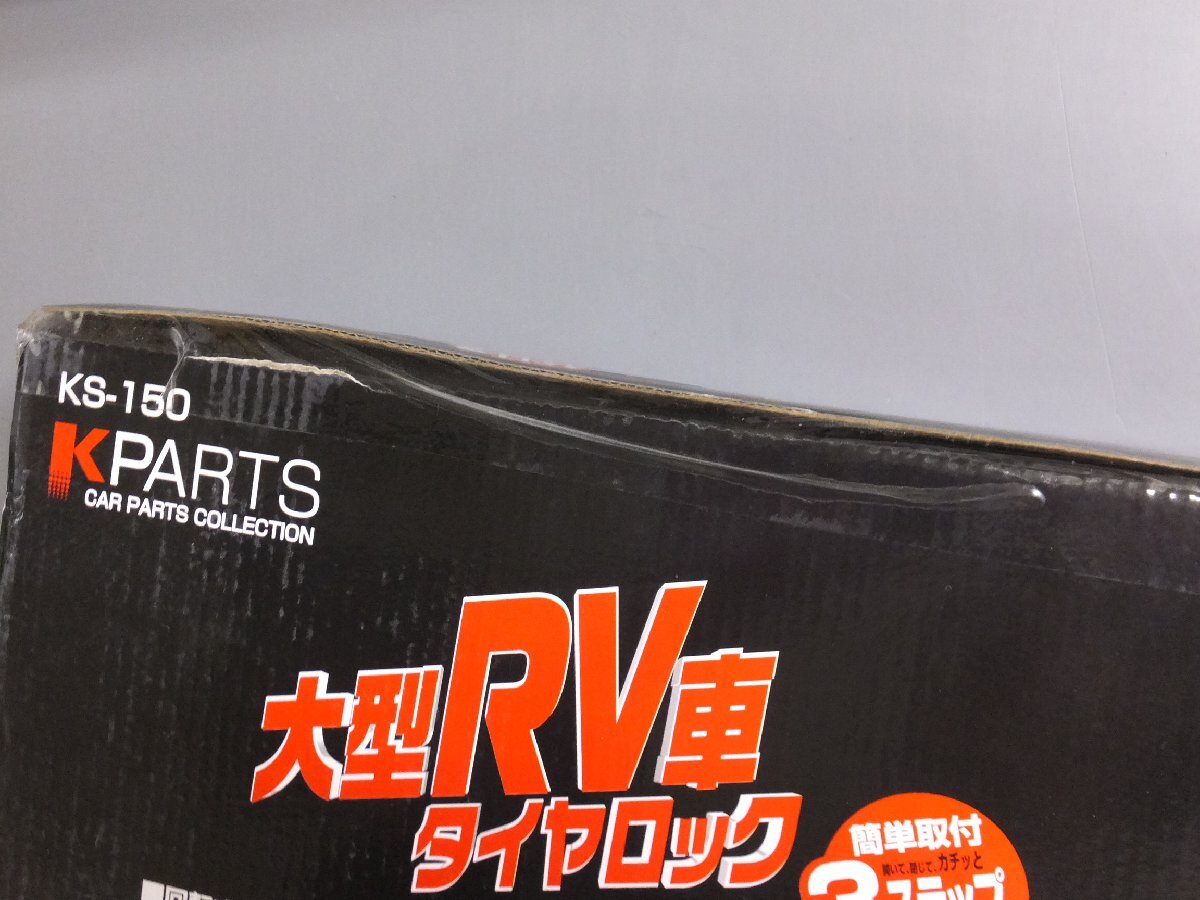 KS-150
KPARTS
CAR PARTS COLLECTION
大型RV車
タイヤロック
簡単取付
開いて、閉じて、カチッと
3ステップ